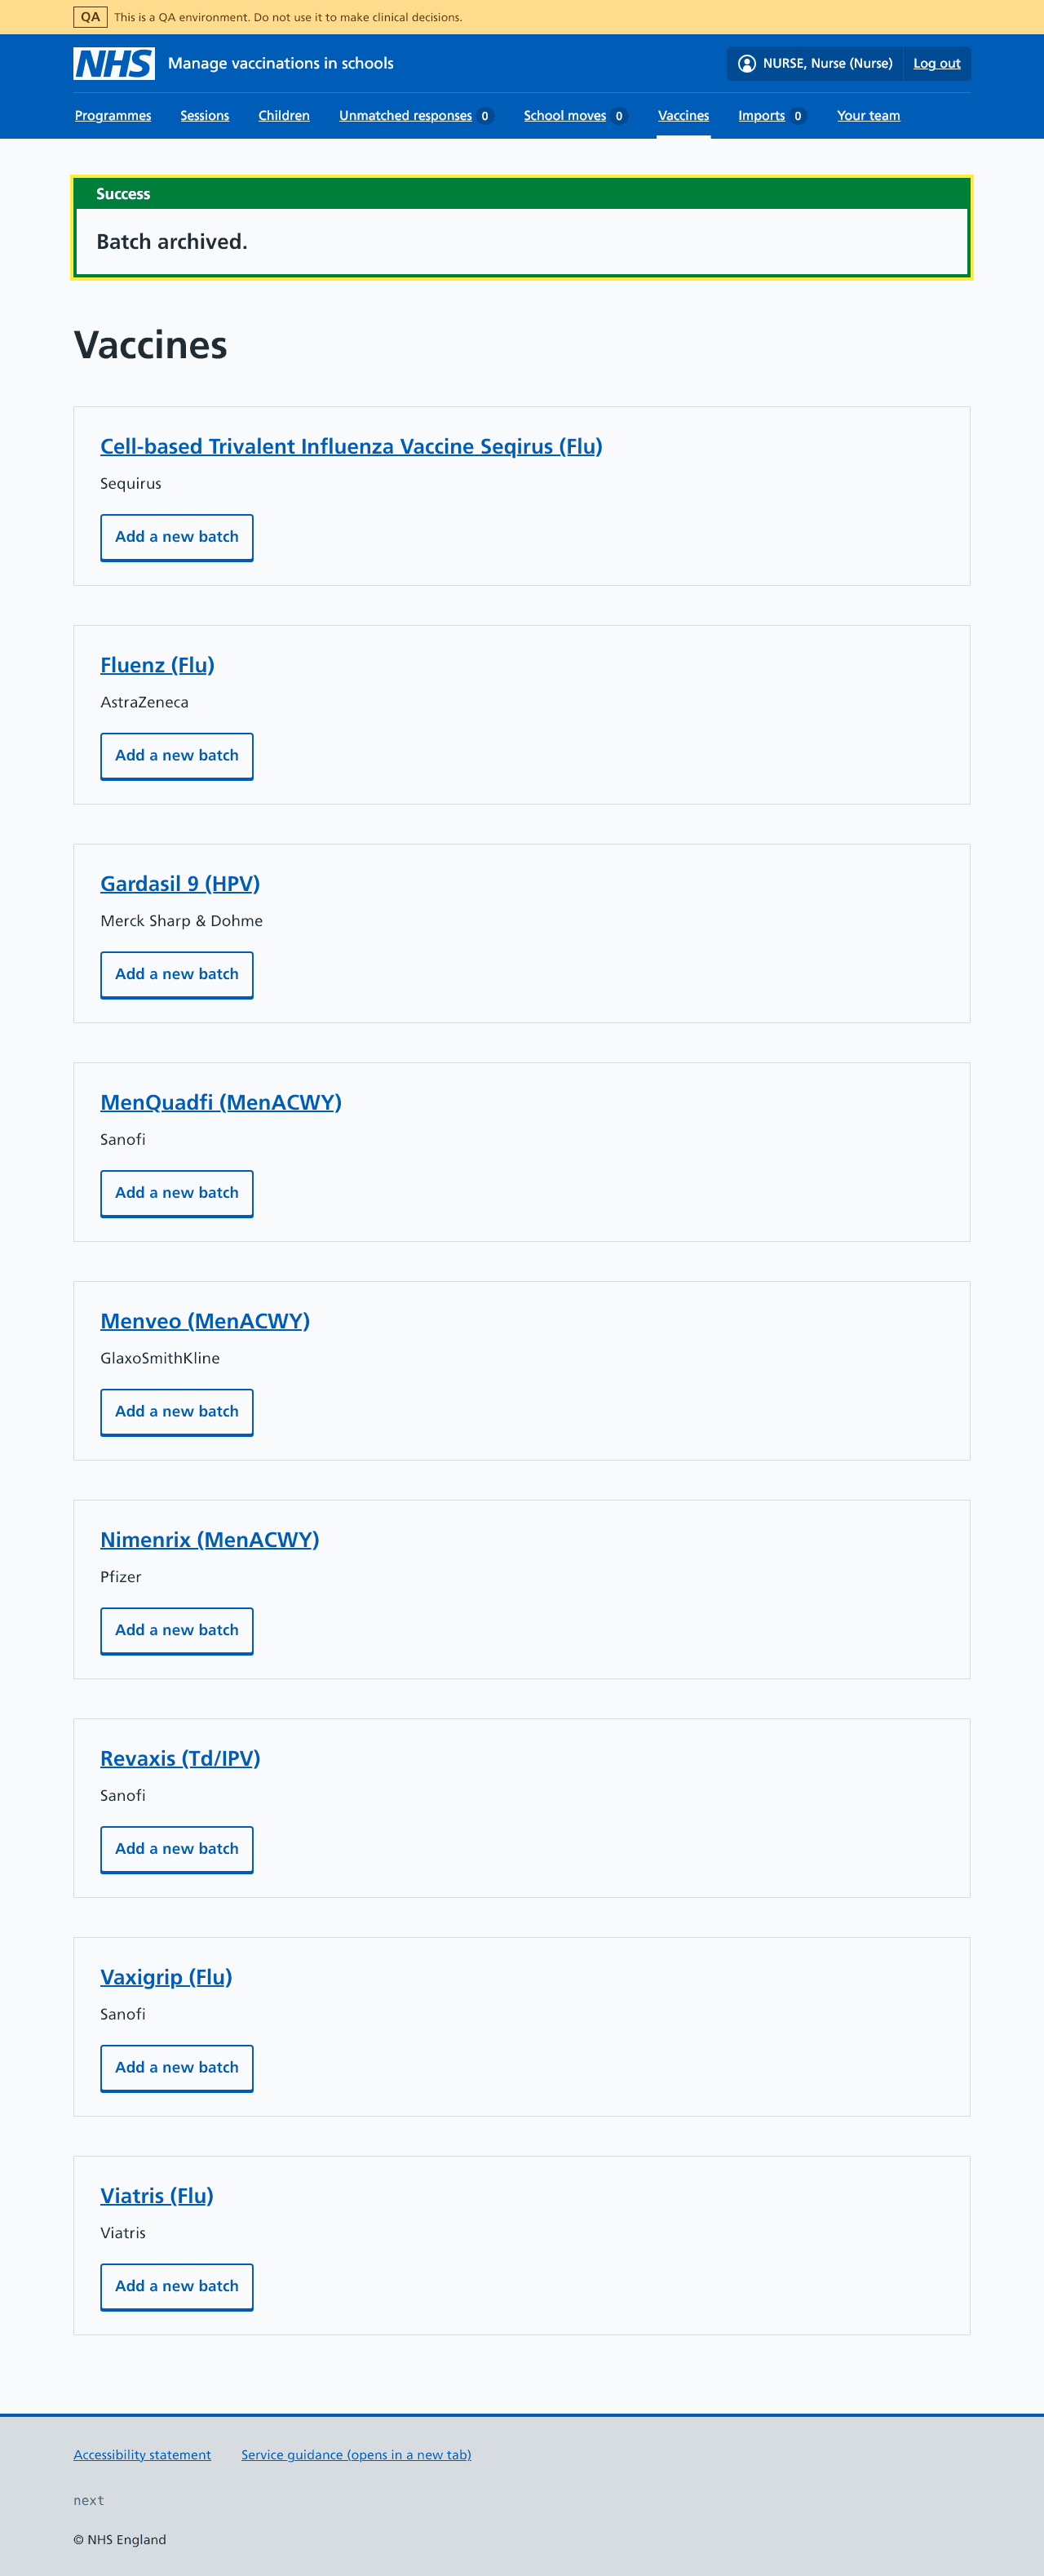 QA This is a QA environment. Do not use it to make clinical decisions.
NHS Manage vaccinations in schools NURSE, Nurse (Nurse) Log out
Programmes Sessions Children Unmatched responses 0 School moves 0 Vaccines Imports 0 Your team
Success
Batch archived.
Vaccines
Cell-based Trivalent Influenza Vaccine Seqirus (Flu)
Sequirus
Add a new batch
Fluenz (Flu)
AstraZeneca
Add a new batch
Gardasil 9 (HPV)
Merck Sharp & Dohme
Add a new batch
MenQuadfi (MenACWY)
Sanofi
Add a new batch
Menveo (MenACWY)
GlaxoSmithKline
Add a new batch
Nimenrix (MenACWY)
Pfizer
Add a new batch
Revaxis (Td/IPV)
Sanofi
Add a new batch
Vaxigrip (Flu)
Sanofi
Add a new batch
Viatris (Flu)
Viatris
Add a new batch
Accessibility statement Service guidance (opens in a new tab)
next
© NHS England